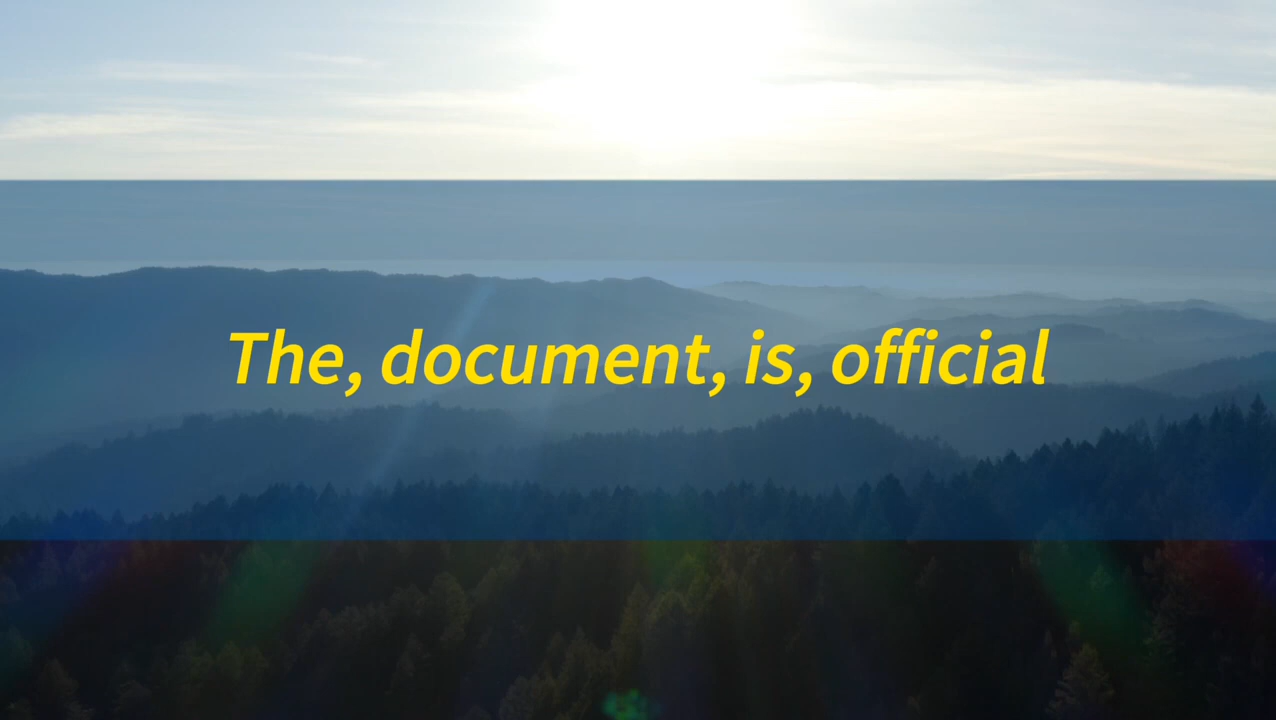 The, document, is, official